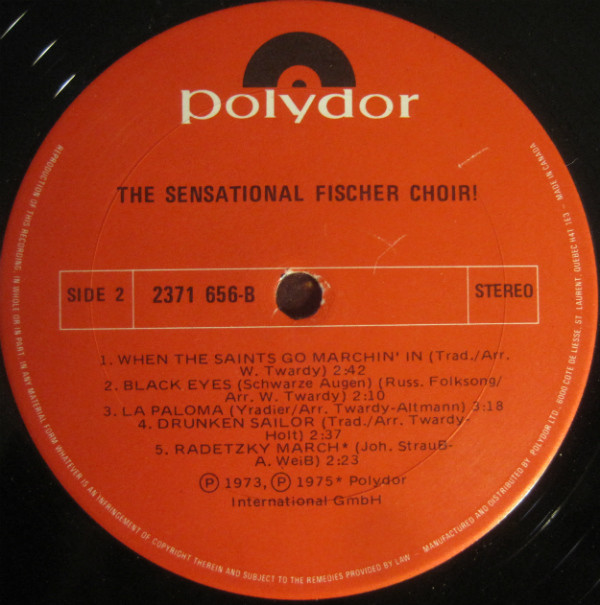 polydor
THE SENSATIONAL FISCHER CHOIR!
SIDE 2
2371 656-B
STEREO
1. WHEN THE SAINTS GO MARCHIN' IN (Trad./Arr.
W. Twardy) 2:42
2. BLACK EYES (Schwarze Augen) (Russ. Folksong/
Arr. W. Twardy) 2:10
3. LA PALOMA (Yradier/Arr. Twardy-Altmann) 3:18
4. DRUNKEN SAILOR (Trad./Arr. Twardy-
Holt) 2:37
5. RADETZKY MARCH* (Joh. Strauß-
A. Weiß) 2:23
Ⓟ 1973, Ⓟ 1975* Polydor
International GmbH
REPRODUCTION OF THIS RECORDING, IN WHOLE OR IN PART, IN ANY MATERIAL FORM WHATEVER IS AN INFRINGEMENT OF COPYRIGHT THEREIN AND SUBJECT TO THE REMEDIES PROVIDED BY LAW – MANUFACTURED AND DISTRIBUTED BY POLYDOR LTD., 6000 COTE DE LIESSE, ST. LAURENT, QUEBEC H4T 1E3 – MADE IN CANADA